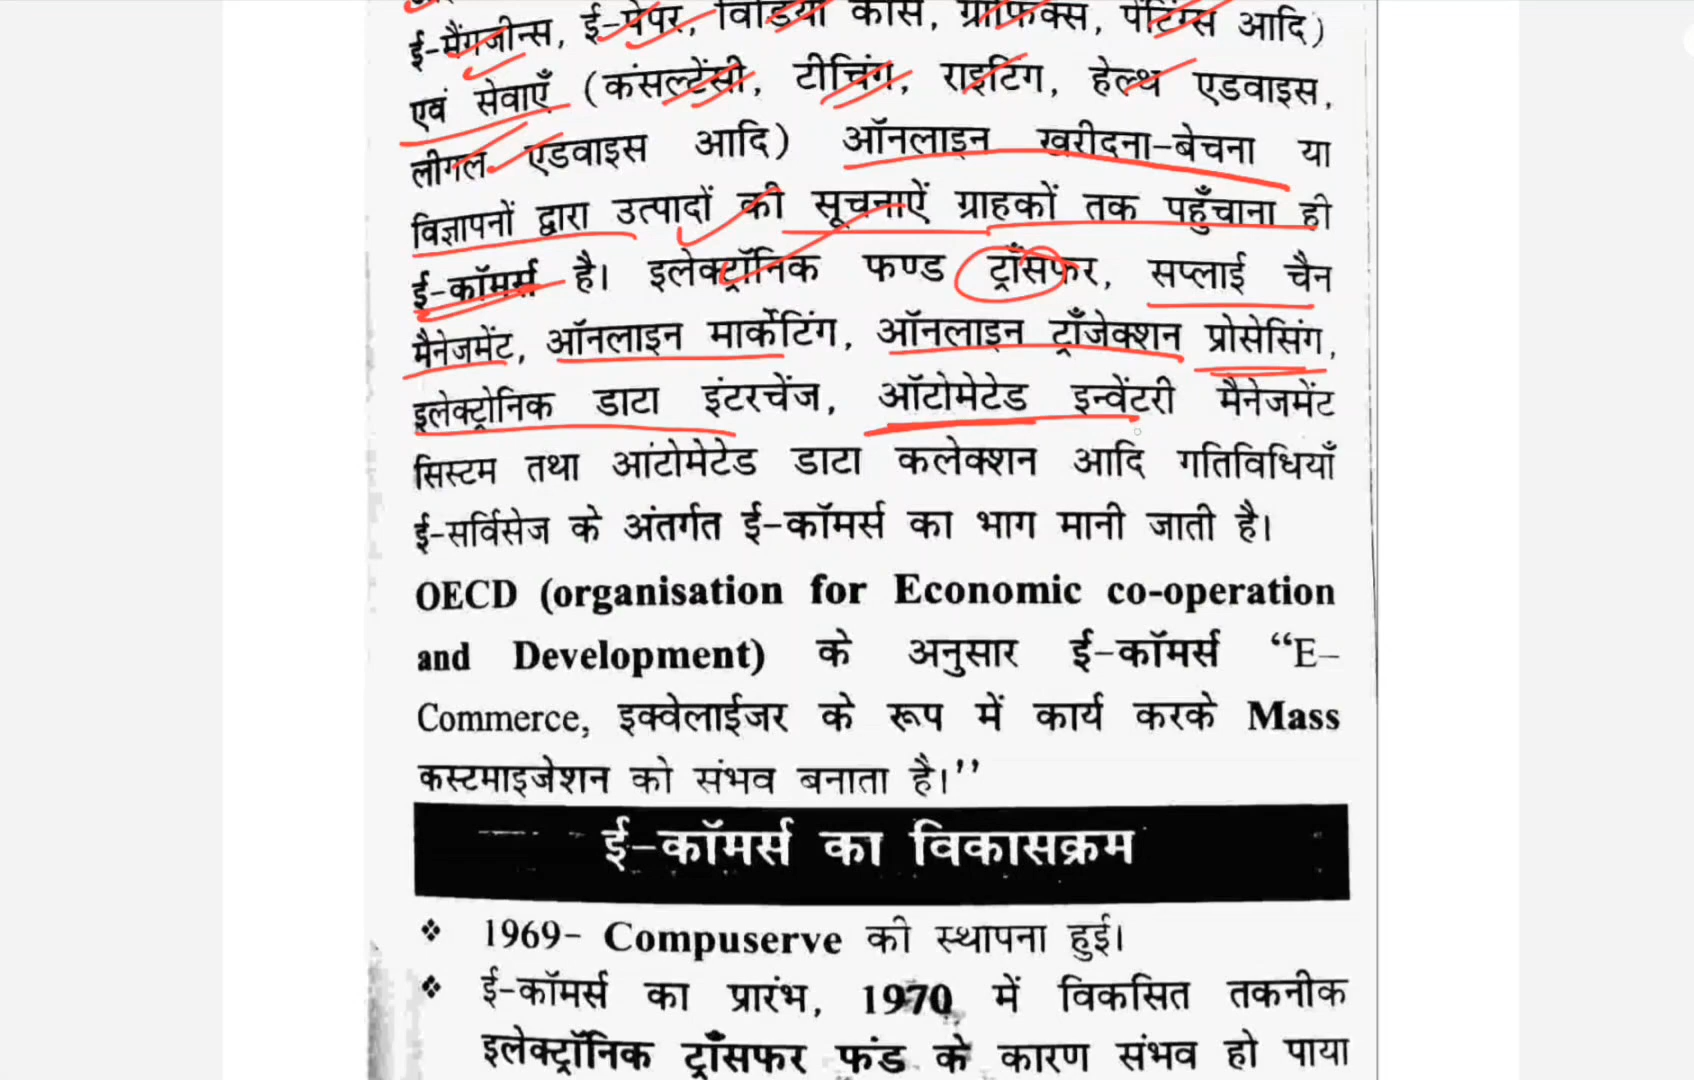 ई-मैगजीन्स, ई-पेपर, विडियो कोर्स, ग्राफिक्स, पेंटिंग्स आदि)
एवं सेवाएँ (कंसल्टेंसी, टीचिंग, राइटिंग, हेल्थ एडवाइस,
लीगल एडवाइस आदि) ऑनलाइन खरीदना-बेचना या
विज्ञापनों द्वारा उत्पादों की सूचनाऐं ग्राहकों तक पहुँचाना ही
ई-कॉमर्स है। इलेक्ट्रॉनिक फण्ड ट्राँसफर, सप्लाई चैन
मैनेजमेंट, ऑनलाइन मार्केटिंग, ऑनलाइन ट्राँजेक्शन प्रोसेसिंग,
इलेक्ट्रोनिक डाटा इंटरचेंज, ऑटोमेटेड इन्वेंटरी मैनेजमेंट
सिस्टम तथा आंटोमेटेड डाटा कलेक्शन आदि गतिविधियाँ
ई-सर्विसेज के अंतर्गत ई-कॉमर्स का भाग मानी जाती है।
OECD (organisation for Economic co-operation
and Development) के अनुसार ई-कॉमर्स “E–
Commerce, इक्वेलाईजर के रूप में कार्य करके Mass
कस्टमाइजेशन को संभव बनाता है।”
ई-कॉमर्स का विकासक्रम
❖ 1969- Compuserve की स्थापना हुई।
❖ ई-कॉमर्स का प्रारंभ, 1970 में विकसित तकनीक
इलेक्ट्रॉनिक ट्राँसफर फंड के कारण संभव हो पाया